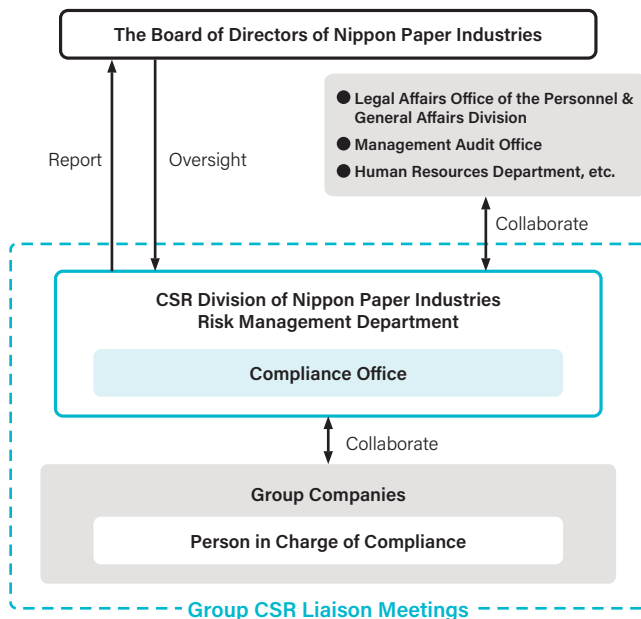 The Board of Directors of Nippon Paper Industries
● Legal Affairs Office of the Personnel &
General Affairs Division
● Management Audit Office
● Human Resources Department, etc.
Report
Oversight
Collaborate
CSR Division of Nippon Paper Industries
Risk Management Department
Compliance Office
Collaborate
Group Companies
Person in Charge of Compliance
Group CSR Liaison Meetings